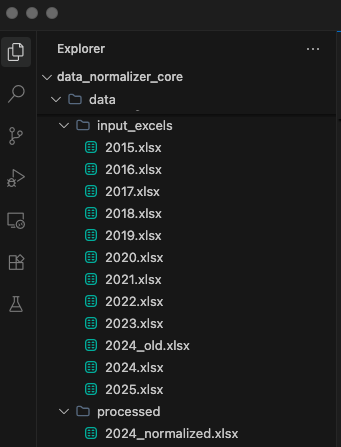 Explorer
data_normalizer_core
data
input_excels
2015.xlsx
2016.xlsx
2017.xlsx
2018.xlsx
2019.xlsx
2020.xlsx
2021.xlsx
2022.xlsx
2023.xlsx
2024_old.xlsx
2024.xlsx
2025.xlsx
processed
2024_normalized.xlsx